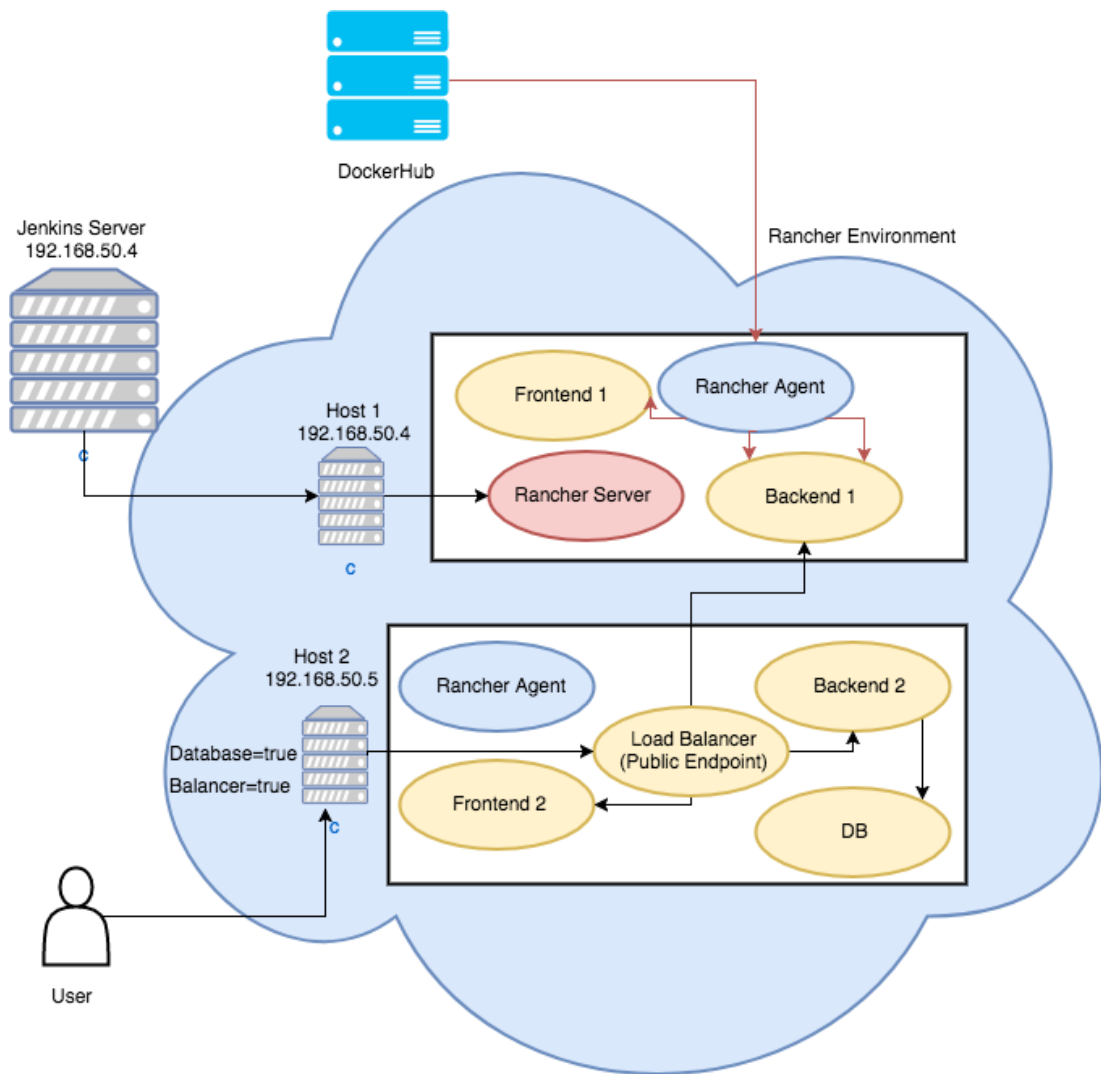 DockerHub
Jenkins Server
192.168.50.4
Rancher Environment
Frontend 1
Rancher Agent
Host 1
192.168.50.4
Rancher Server
Backend 1
C
C
Host 2
192.168.50.5
Rancher Agent
Backend 2
Database=true
Balancer=true
Load Balancer
(Public Endpoint)
Frontend 2
DB
C
User